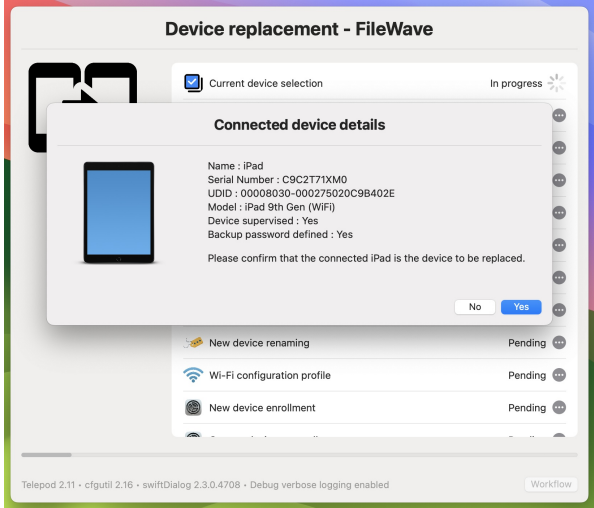 Device replacement - FileWave
Current device selection
In progress
Connected device details
Name : iPad
Serial Number : C9C2T71XM0
UDID : 00008030-000275020C9B402E
Model : iPad 9th Gen (WiFi)
Device supervised : Yes
Backup password defined : Yes
Please confirm that the connected iPad is the device to be replaced.
No
Yes
New device renaming
Pending
Wi-Fi configuration profile
Pending
New device enrollment
Pending
Telepod 2.11 • cfgutil 2.16 • swiftDialog 2.3.0.4708 • Debug verbose logging enabled
Workflow